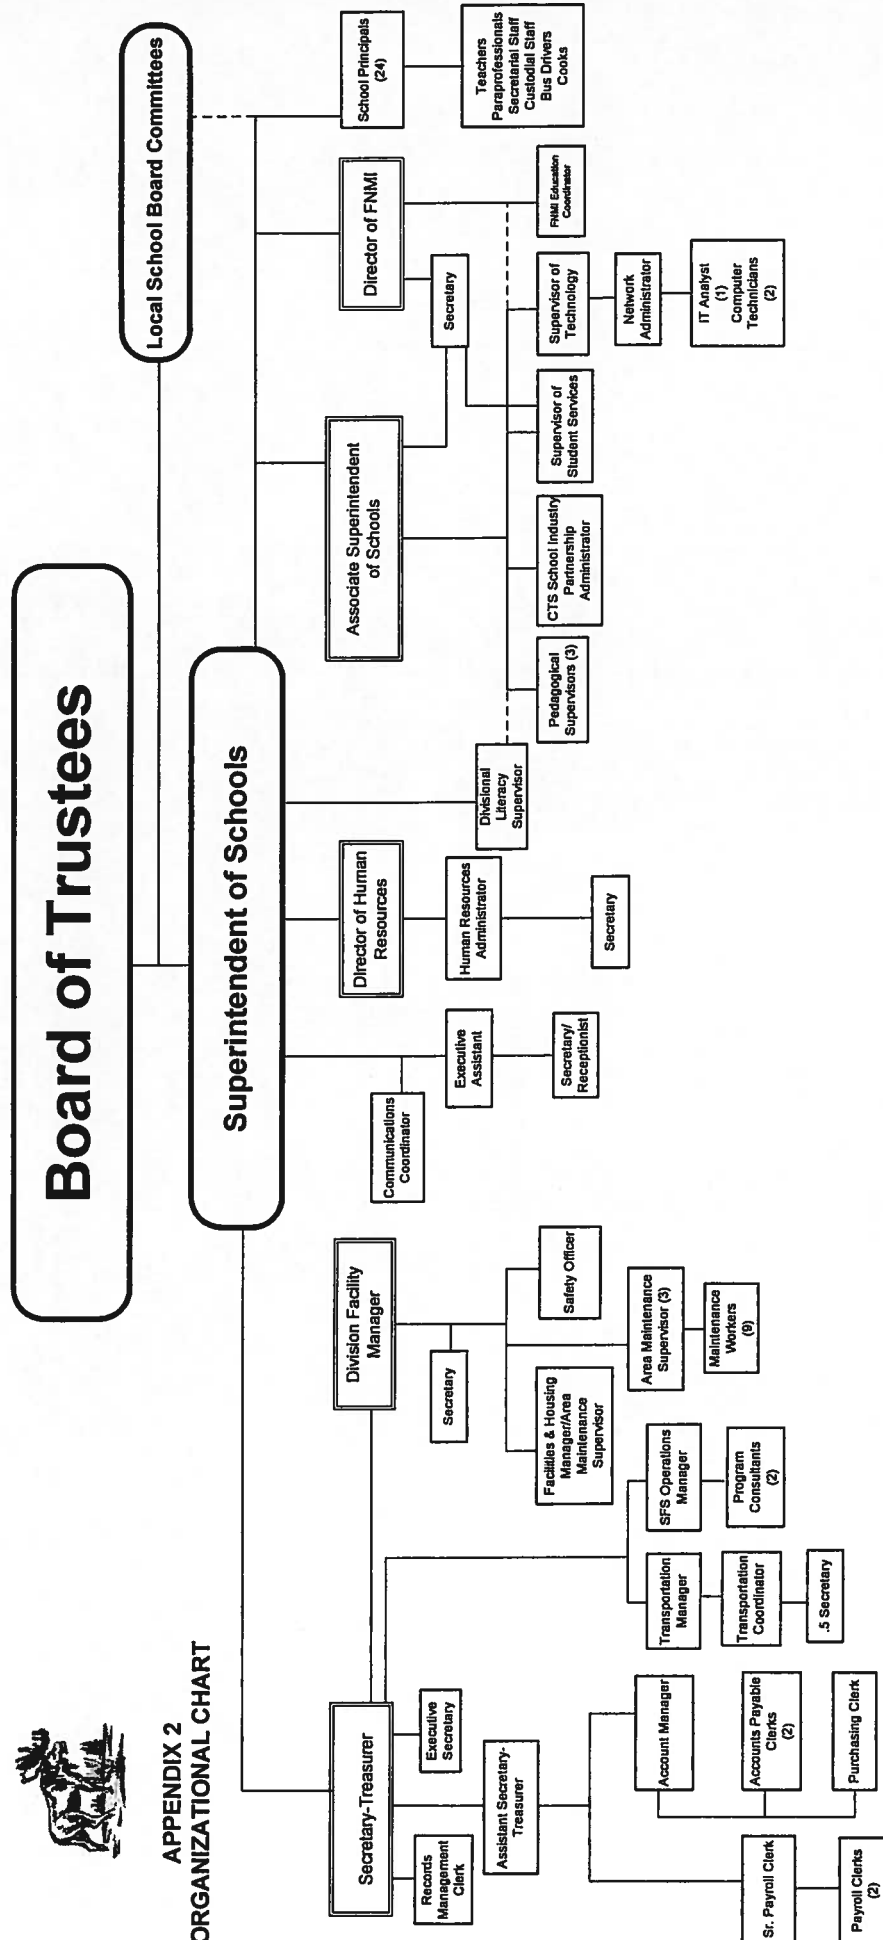 APPENDIX 2
ORGANIZATIONAL CHART
Board of Trustees
Local School Board Committees
Superintendent of Schools
Secretary-Treasurer
Division Facility
Manager
Director of Human
Resources
Associate Superintendent
of Schools
Director of FNMI
School Principals
(24)
Records
Management
Clerk
Executive
Secretary
Secretary
Communications
Coordinator
Executive
Assistant
Human Resources
Administrator
Divisional
Literacy
Supervisor
Secretary
Teachers
Paraprofessionals
Secretarial Staff
Custodial Staff
Bus Drivers
Cooks
Assistant Secretary-
Treasurer
Facilities & Housing
Manager/Area
Maintenance
Supervisor
Safety Officer
Secretary/
Receptionist
Secretary
Pedagogical
Supervisors (3)
CTS School Industry
Partnership
Administrator
Supervisor of
Student Services
Supervisor of
Technology
FNMI Education
Coordinator
Network
Administrator
IT Analyst
(1)
Computer
Technicians
(2)
Account Manager
Transportation
Manager
SFS Operations
Manager
Area Maintenance
Supervisor (3)
Maintenance
Workers
(9)
Sr. Payroll Clerk
Accounts Payable
Clerks
(2)
Transportation
Coordinator
Program
Consultants
(2)
Payroll Clerks
(2)
Purchasing Clerk
.5 Secretary